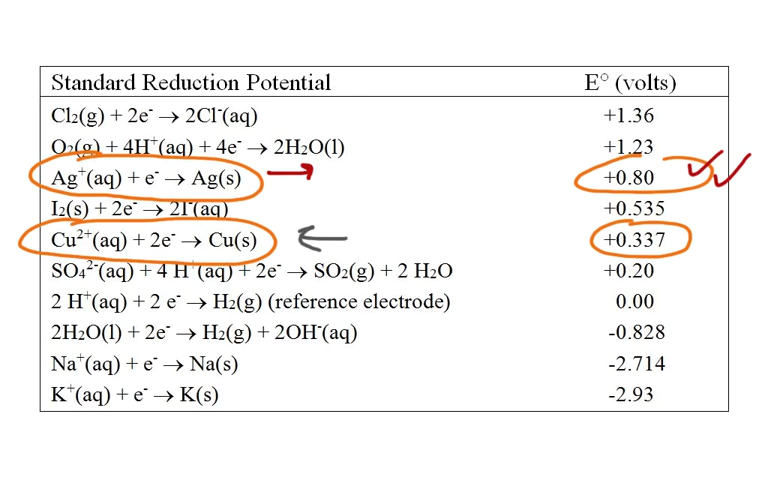 Standard Reduction Potential E° (volts)
Cl₂(g) + 2e⁻ → 2Cl⁻(aq) +1.36
O₂(g) + 4H⁺(aq) + 4e⁻ → 2H₂O(l) +1.23
Ag⁺(aq) + e⁻ → Ag(s) +0.80
I₂(s) + 2e⁻ → 2I⁻(aq) +0.535
Cu²⁺(aq) + 2e⁻ → Cu(s) +0.337
SO₄²⁻(aq) + 4 H⁺(aq) + 2e⁻ → SO₂(g) + 2 H₂O +0.20
2 H⁺(aq) + 2 e⁻ → H₂(g) (reference electrode) 0.00
2H₂O(l) + 2e⁻ → H₂(g) + 2OH⁻(aq) -0.828
Na⁺(aq) + e⁻ → Na(s) -2.714
K⁺(aq) + e⁻ → K(s) -2.93